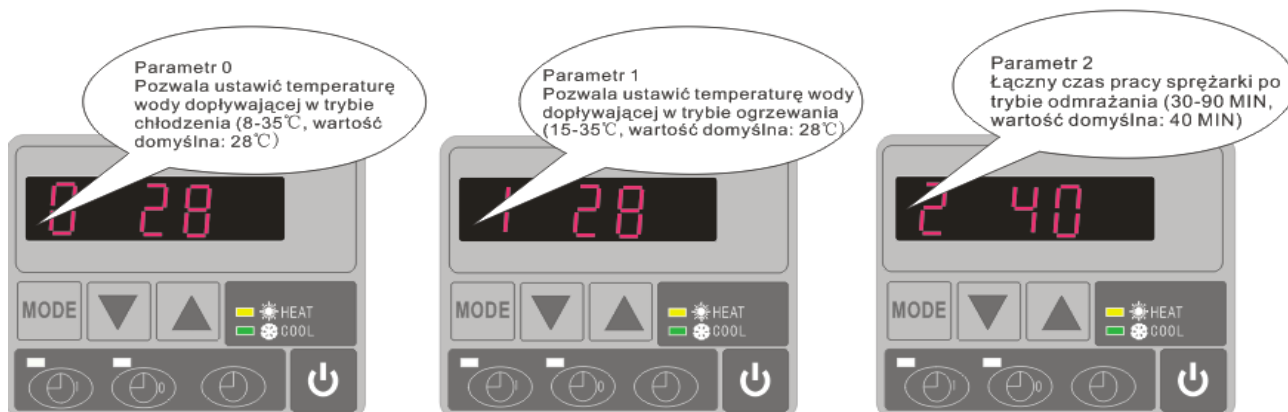 Parametr 0
Pozwala ustawić temperaturę
wody dopływającej w trybie
chłodzenia (8-35℃, wartość
domyślna: 28℃)
0 28
MODE
HEAT
COOL
Parametr 1
Pozwala ustawić temperaturę wody
dopływającej w trybie ogrzewania
(15-35℃, wartość domyślna: 28℃)
1 28
MODE
HEAT
COOL
Parametr 2
Łączny czas pracy sprężarki po
trybie odmrażania (30-90 MIN,
wartość domyślna: 40 MIN)
2 40
MODE
HEAT
COOL